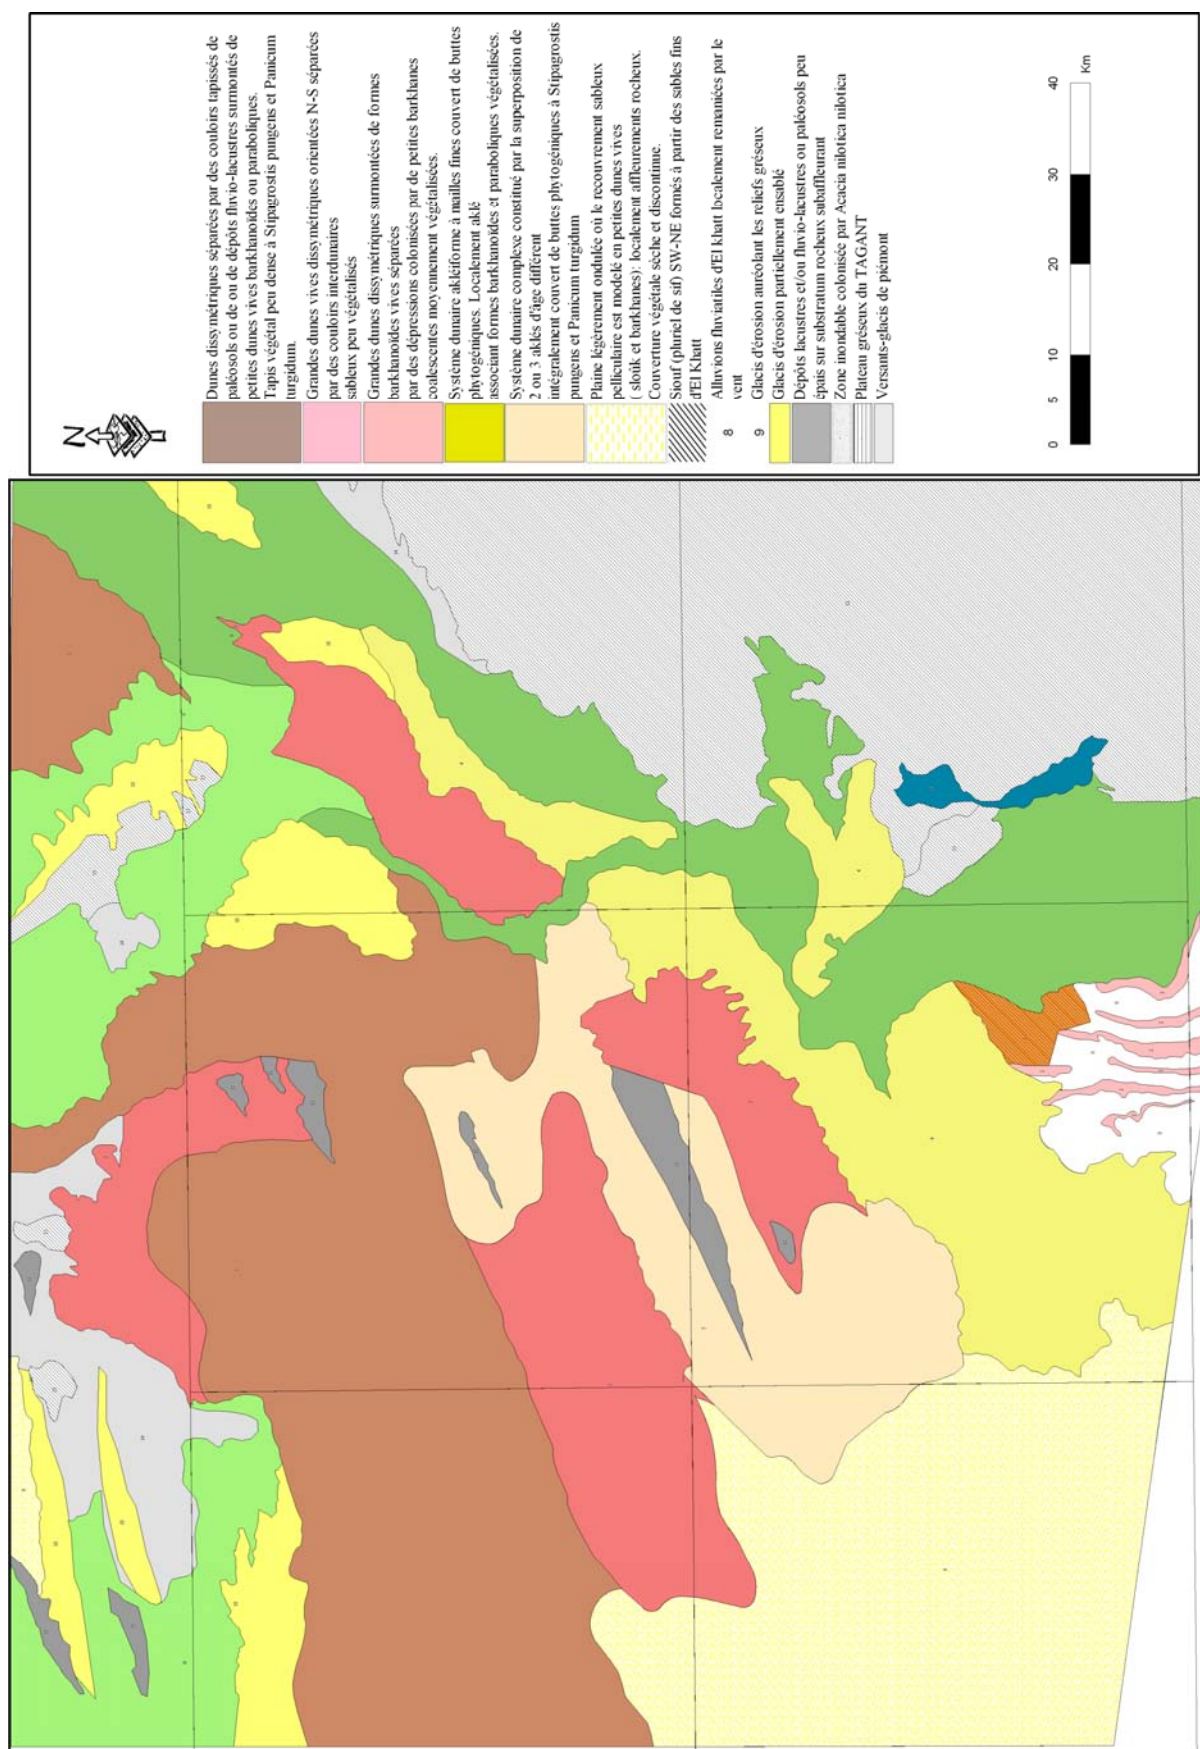 N
Dunes dissymétriques séparées par des couloirs tapissés de
paléosols ou de ou de dépôts fluvio-lacustres surmontés de
petites dunes vives barkhanoïdes ou paraboliques.
Tapis végétal peu dense à Stipagrostis pungens et Panicum
turgidum.
Grandes dunes vives dissymétriques orientées N-S séparées
par des couloirs interdunaires
sableux peu végétalisés
Grandes dunes dissymétriques surmontées de formes
barkhanoïdes vives séparées
par des dépressions colonisées par de petites barkhanes
coalescentes moyennement végétalisées.
Système dunaire akléiforme à mailles fines couvert de buttes
phytogéniques. Localement aklé
associant formes barkhanoïdes et paraboliques végétalisées.
Système dunaire complexe constitué par la superposition de
2 ou 3 aklés d'âge différent
intégralement couvert de buttes phytogéniques à Stipagrostis
pungens et Panicum turgidum
Plaine légèrement ondulée où le recouvrement sableux
pelliculaire est modelé en petites dunes vives
( slouk et barkhanes): localement affleurements rocheux.
Couverture végétale sèche et discontinue.
Siouf (pluriel de sif) SW-NE formés à partir des sables fins
d'El Khatt
8
Alluvions fluviatiles d'El khatt localement remaniées par le
vent
9
Glacis d'érosion auréolant les reliefs gréseux
Glacis d'érosion partiellement ensablé
Dépôts lacustres et/ou fluvio-lacustres ou paléosols peu
épais sur substratum rocheux subaffleurant
Zone inondable colonisée par Acacia nilotica nilotica
Plateau gréseux du TAGANT
Versants-glacis de piémont
0 5 10 20 30 40
Km